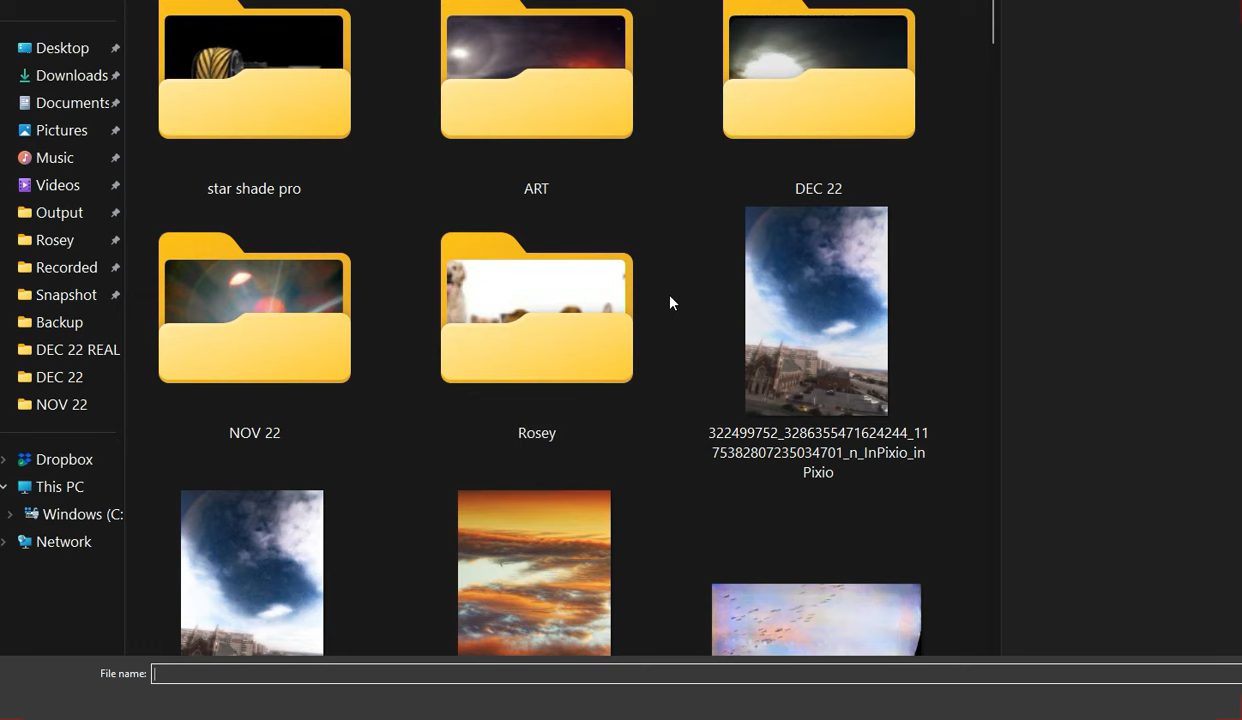 Desktop
Downloads
Documents
Pictures
Music
Videos
Output
Rosey
Recorded
Snapshot
Backup
DEC 22 REAL
DEC 22
NOV 22
Dropbox
This PC
Windows (C:
Network
star shade pro
ART
DEC 22
NOV 22
Rosey
322499752_3286355471624244_11
75382807235034701_n_InPixio_in
Pixio
File name: